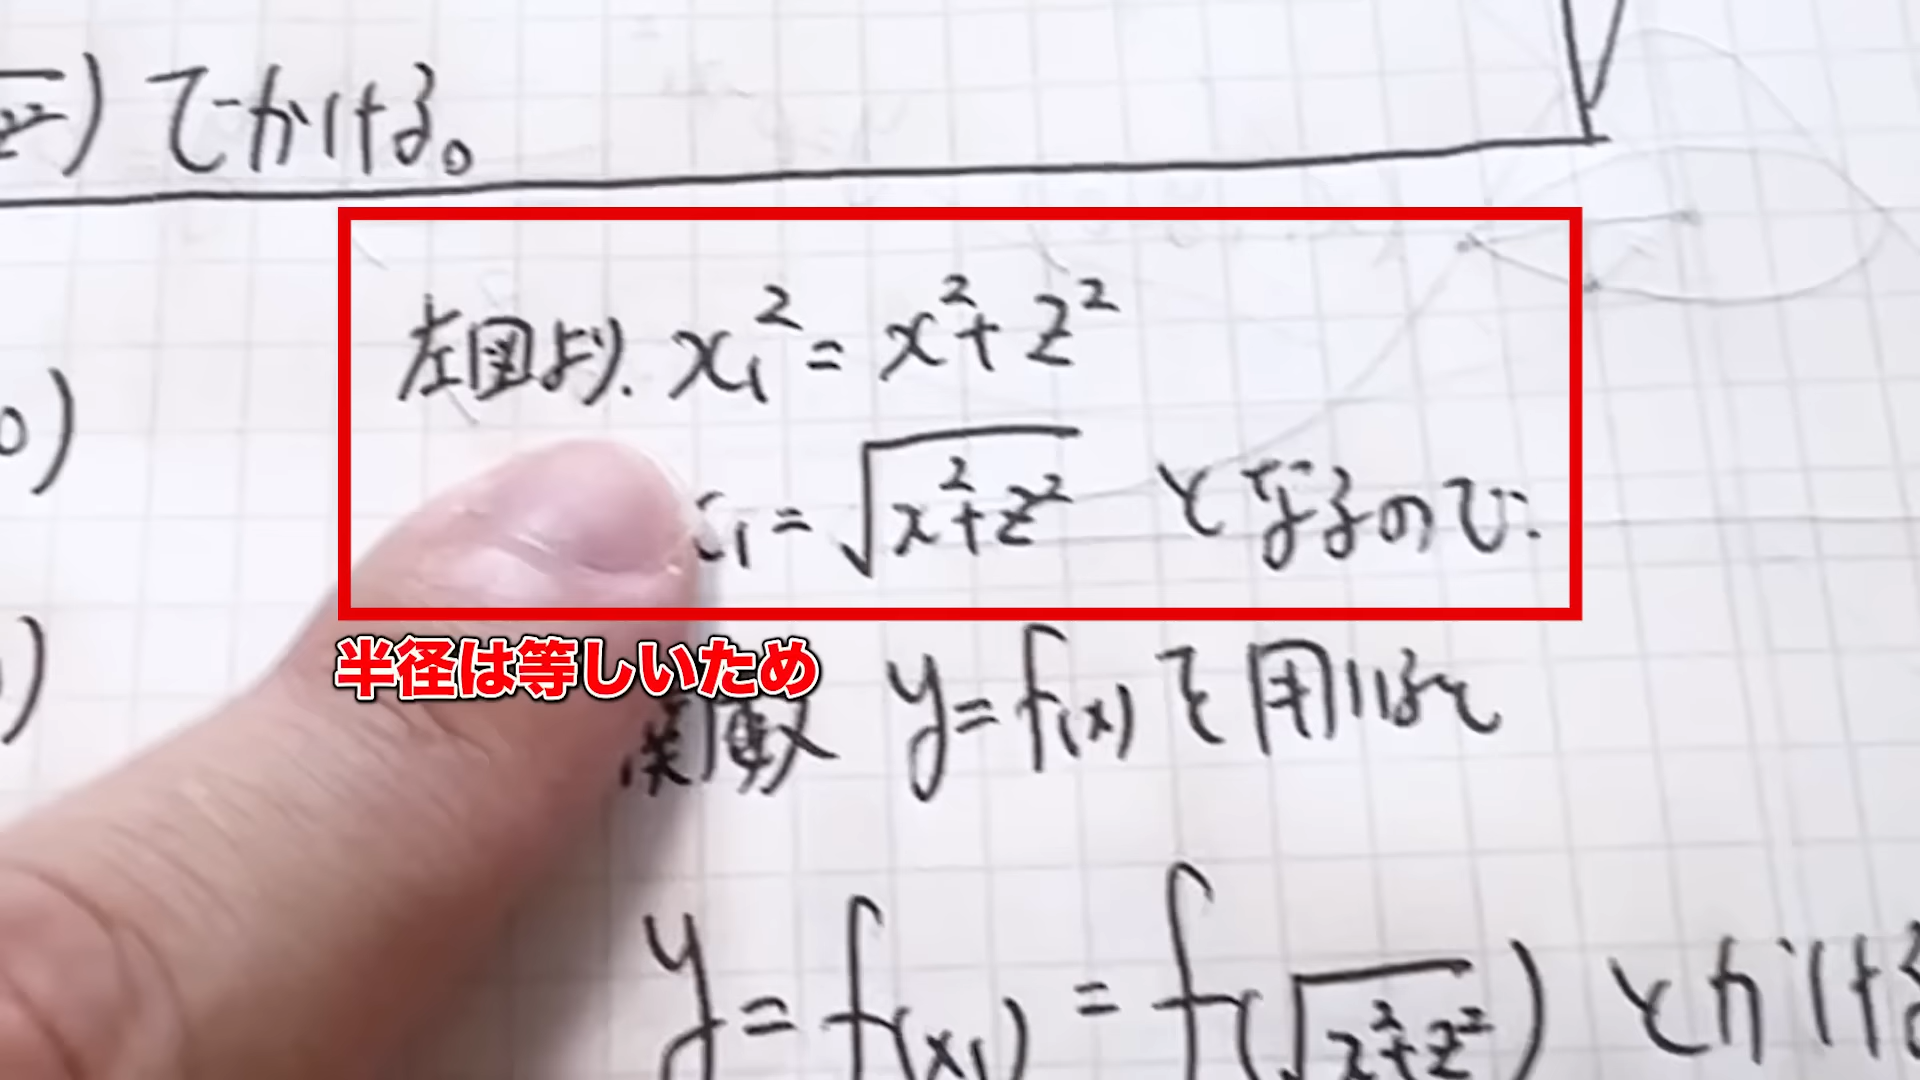 ) でかける。
左図より、x₁² = x² + z²
x₁ = √(x² + z²) となるので、
半径は等しいため
関数 y = f(x) を用いると
y = f(x₁) = f(√(x² + z²)) とかける
0)
)